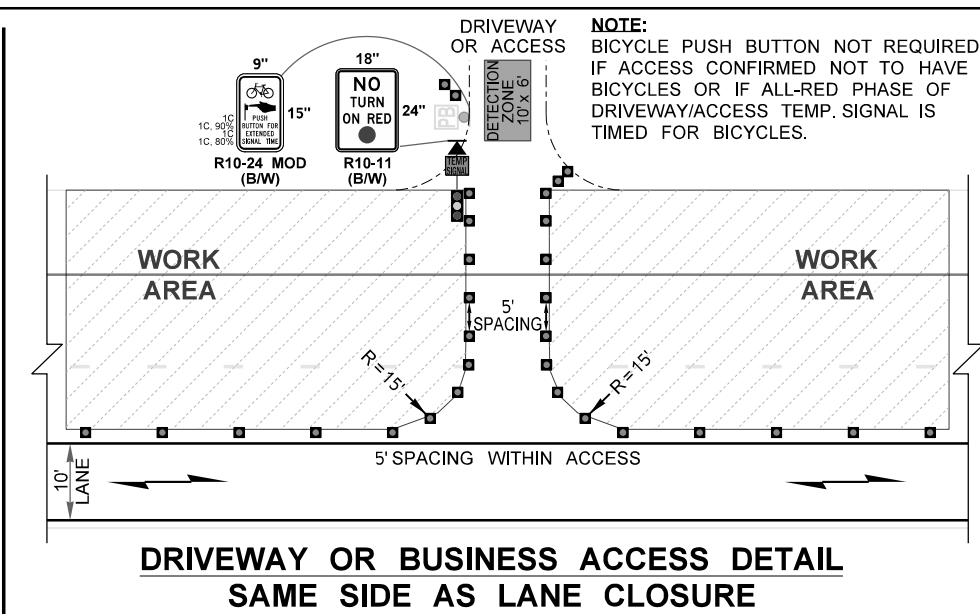 DRIVEWAY
OR ACCESS
NOTE:
BICYCLE PUSH BUTTON NOT REQUIRED
IF ACCESS CONFIRMED NOT TO HAVE
BICYCLES OR IF ALL-RED PHASE OF
DRIVEWAY/ACCESS TEMP. SIGNAL IS
TIMED FOR BICYCLES.
9"
15"
1C
1C, 90%
1C
1C, 80%
PUSH
BUTTON FOR
EXTENDED
SIGNAL TIME
R10-24 MOD
(B/W)
18"
24"
NO
TURN
ON RED
R10-11
(B/W)
PB
DETECTION
ZONE
10' x 6'
TEMP
SIGNAL
WORK
AREA
WORK
AREA
5'
SPACING
R=15'
R=15'
5' SPACING WITHIN ACCESS
10'
LANE
DRIVEWAY OR BUSINESS ACCESS DETAIL
SAME SIDE AS LANE CLOSURE